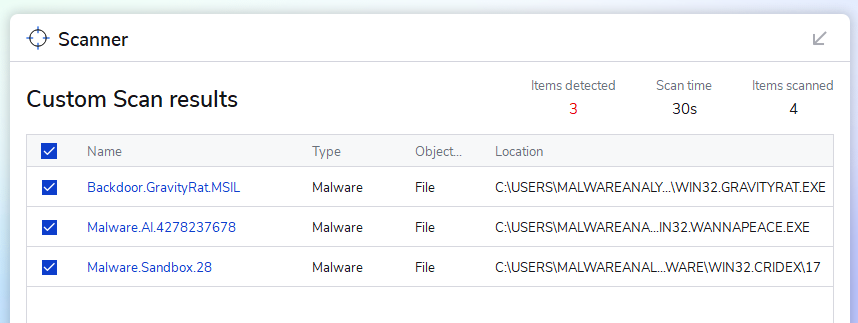 Scanner
Custom Scan results
Items detected Scan time Items scanned
3 30s 4
Name Type Object... Location
Backdoor.GravityRat.MSIL Malware File C:\USERS\MALWAREANALY...\WIN32.GRAVITYRAT.EXE
Malware.AI.4278237678 Malware File C:\USERS\MALWAREANA...IN32.WANNAPEACE.EXE
Malware.Sandbox.28 Malware File C:\USERS\MALWAREANAL...WARE\WIN32.CRIDEX\17